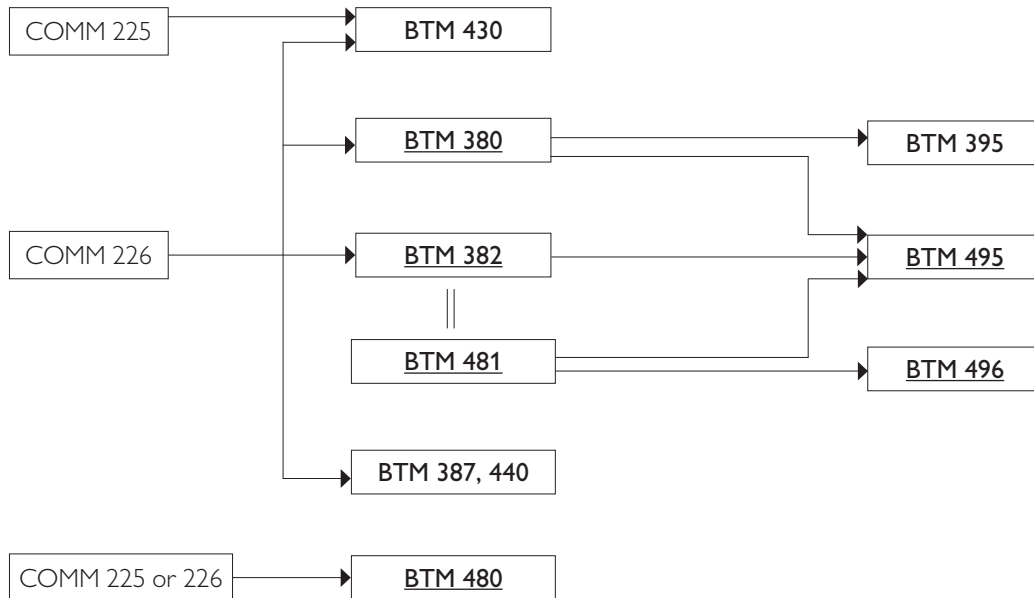 COMM 225
BTM 430
BTM 380
BTM 395
COMM 226
BTM 382
BTM 495
BTM 481
BTM 496
BTM 387, 440
COMM 225 or 226
BTM 480